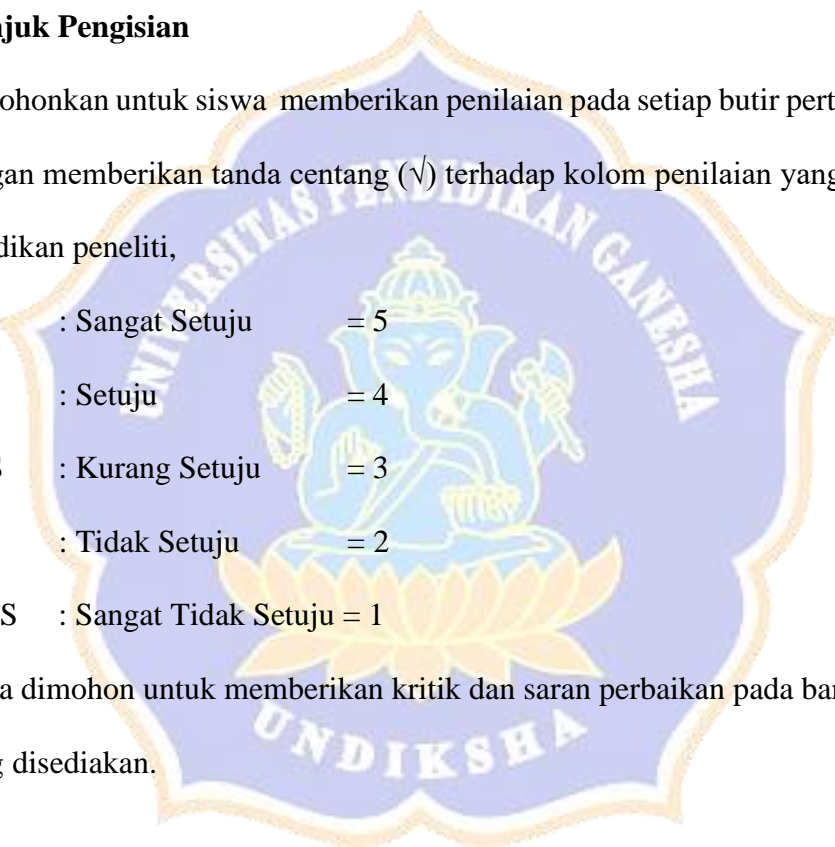 juk Pengisian
ohonkan untuk siswa memberikan penilaian pada setiap butir pert
gan memberikan tanda centang (√) terhadap kolom penilaian yang
dikan peneliti,
: Sangat Setuju = 5
: Setuju = 4
S : Kurang Setuju = 3
: Tidak Setuju = 2
S : Sangat Tidak Setuju = 1
a dimohon untuk memberikan kritik dan saran perbaikan pada bar
g disediakan.
UNIVERSITAS PENDIDIKAN GANESHA
UNDIKSHA